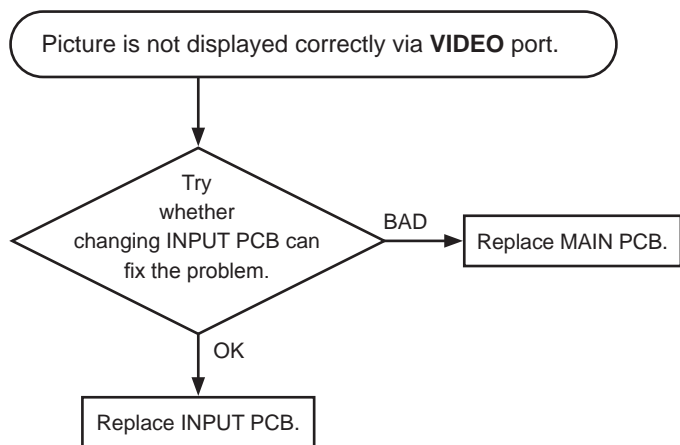 Picture is not displayed correctly via VIDEO port.
Try
whether
changing INPUT PCB can
fix the problem.
BAD
Replace MAIN PCB.
OK
Replace INPUT PCB.